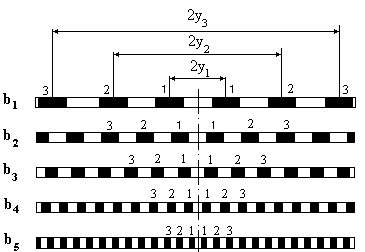 2y₃
2y₂
2y₁
3 2 1 1 2 3
b₁
3 2 1 1 2 3
b₂
3 2 1 1 2 3
b₃
3 2 1 1 2 3
b₄
3 2 1 1 2 3
b₅